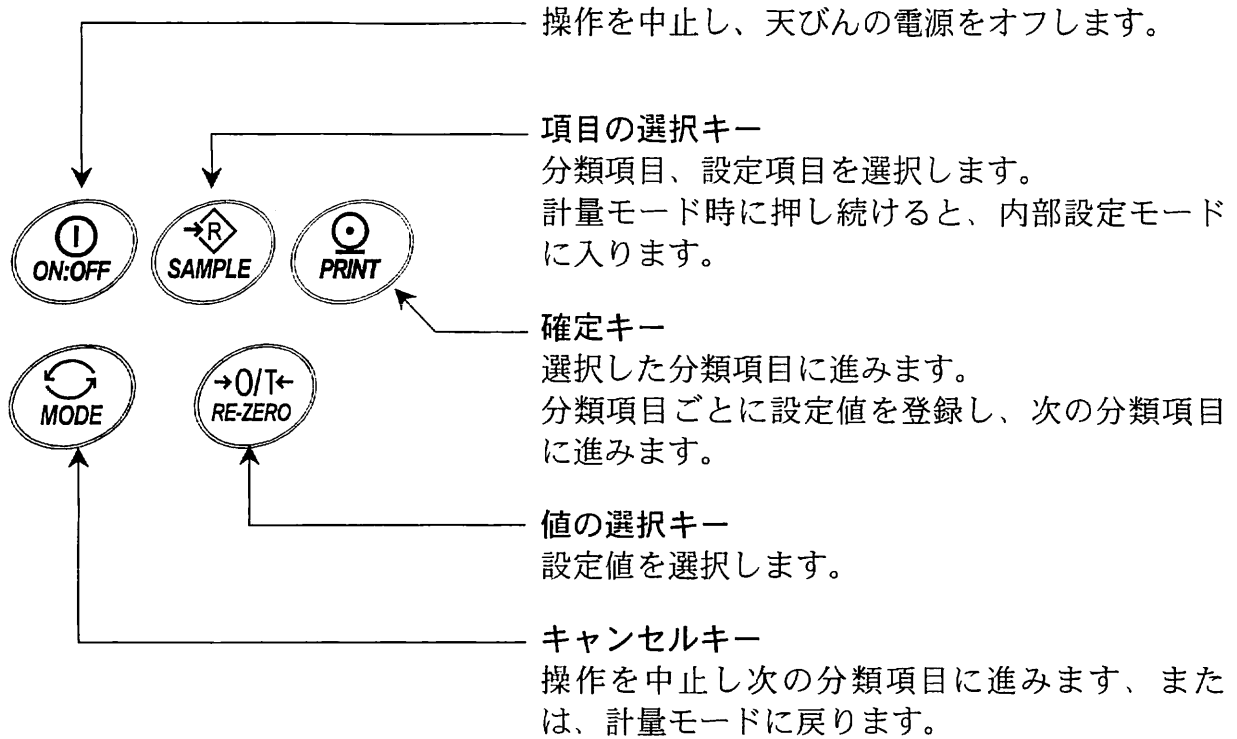 操作を中止し、天びんの電源をオフします。
項目の選択キー
分類項目、設定項目を選択します。
計量モード時に押し続けると、内部設定モード
に入ります。
ON:OFF
→R
SAMPLE
PRINT
確定キー
選択した分類項目に進みます。
分類項目ごとに設定値を登録し、次の分類項目
に進みます。
MODE
→O/T←
RE-ZERO
値の選択キー
設定値を選択します。
キャンセルキー
操作を中止し次の分類項目に進みます、また
は、計量モードに戻ります。